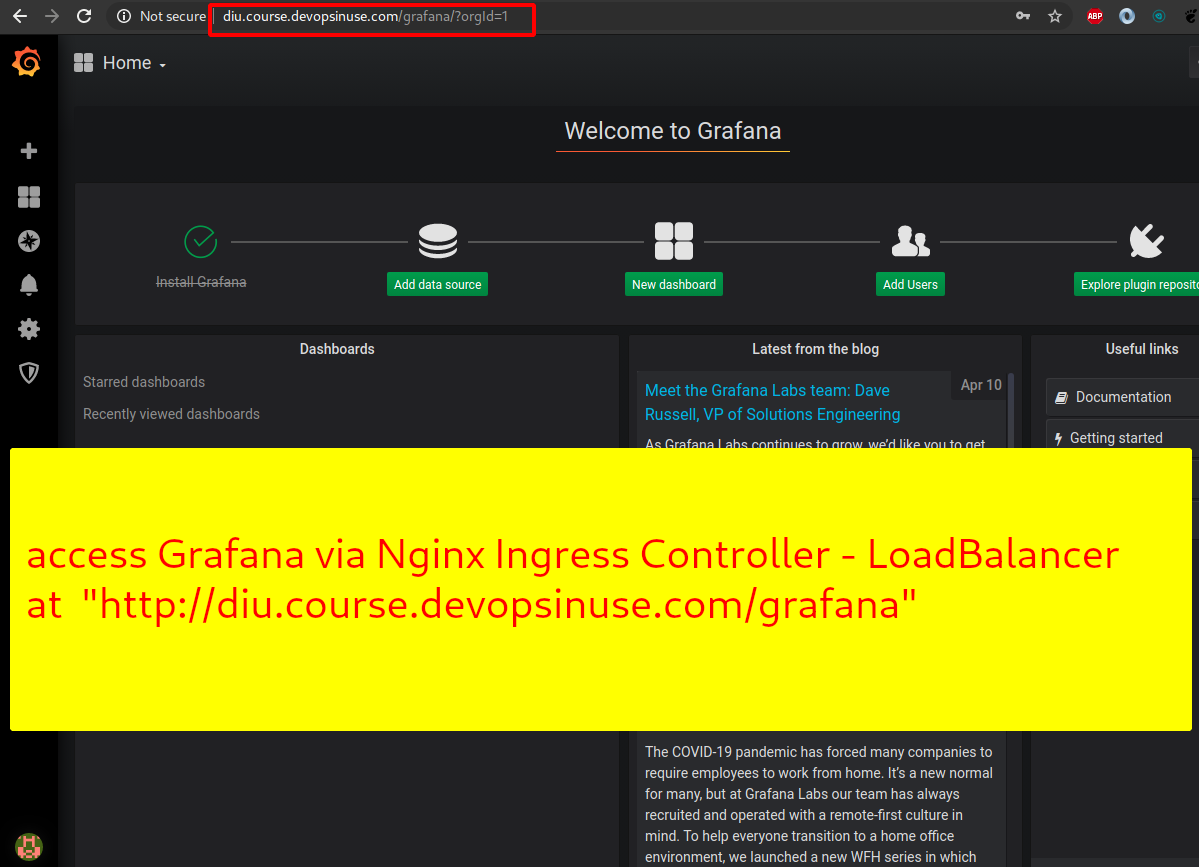 Not secure
diu.course.devopsinuse.com/grafana/?orgId=1
ABP
Home
Welcome to Grafana
Install Grafana
Add data source
New dashboard
Add Users
Explore plugin
Dashboards
Starred dashboards
Recently viewed dashboards
Latest from the blog
Apr 10
Meet the Grafana Labs team: Dave
Russell, VP of Solutions Engineering
As Grafana Labs continues to grow, we'd like you to get
Useful links
Documentation
Getting started
access Grafana via Nginx Ingress Controller - LoadBalancer
at "http://diu.course.devopsinuse.com/grafana"
The COVID-19 pandemic has forced many companies to
require employees to work from home. It's a new normal
for many, but at Grafana Labs our team has always
recruited and operated with a remote-first culture in
mind. To help everyone transition to a home office
environment, we launched a new WFH series in which